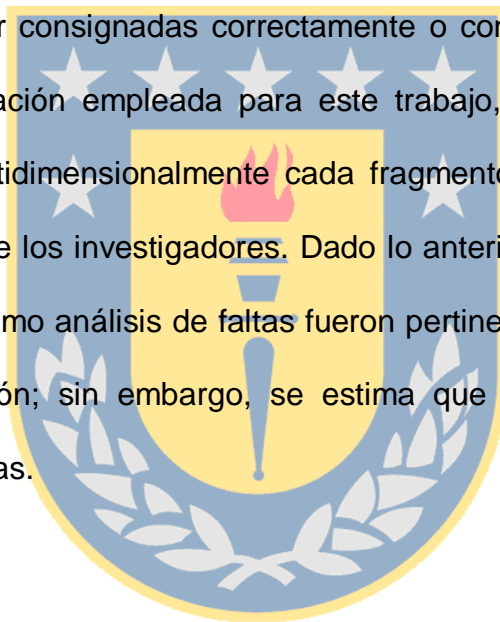 r consignadas correctamente o con
ación empleada para este trabajo,
tidimensionalmente cada fragmento
e los investigadores. Dado lo anteri
mo análisis de faltas fueron pertine
ón; sin embargo, se estima que
as.